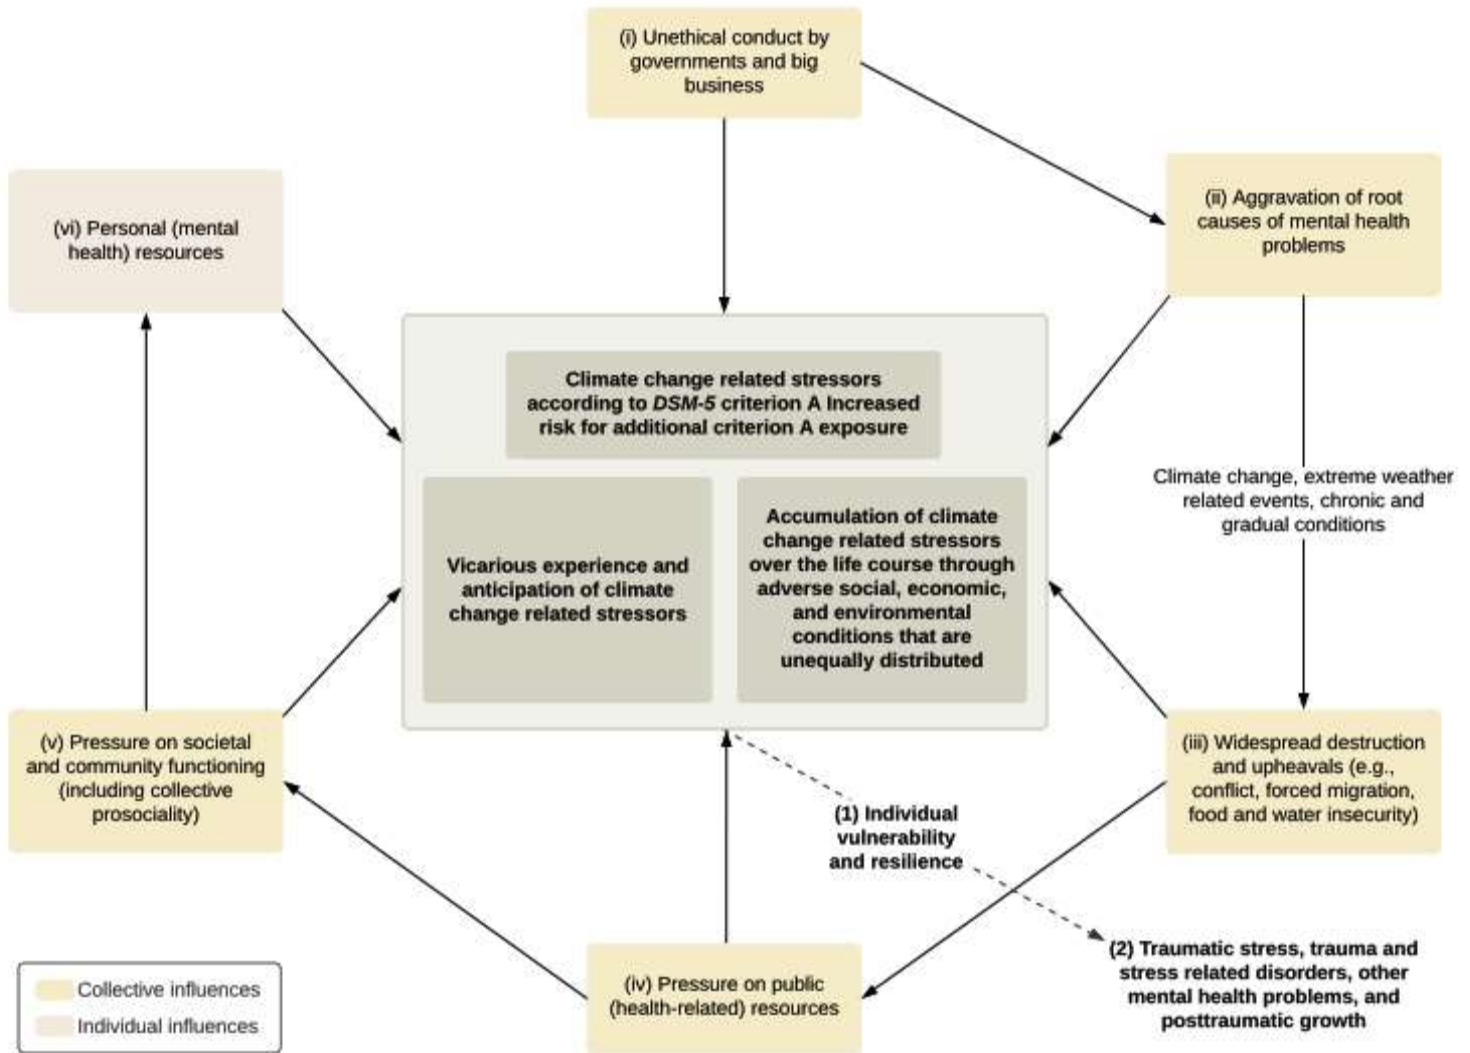 (i) Unethical conduct by
governments and big
business
(ii) Aggravation of root
causes of mental health
problems
(vi) Personal (mental
health) resources
Climate change related stressors
according to DSM-5 criterion A Increased
risk for additional criterion A exposure
Climate change, extreme weather
related events, chronic and
gradual conditions
Vicarious experience and
anticipation of climate
change related stressors
Accumulation of climate
change related stressors
over the life course through
adverse social, economic,
and environmental
conditions that are
unequally distributed
(v) Pressure on societal
and community functioning
(including collective
prosociality)
(iii) Widespread destruction
and upheavals (e.g.,
conflict, forced migration,
food and water insecurity)
(1) Individual
vulnerability
and resilience
(iv) Pressure on public
(health-related) resources
(2) Traumatic stress, trauma and
stress related disorders, other
mental health problems, and
posttraumatic growth
Collective influences
Individual influences